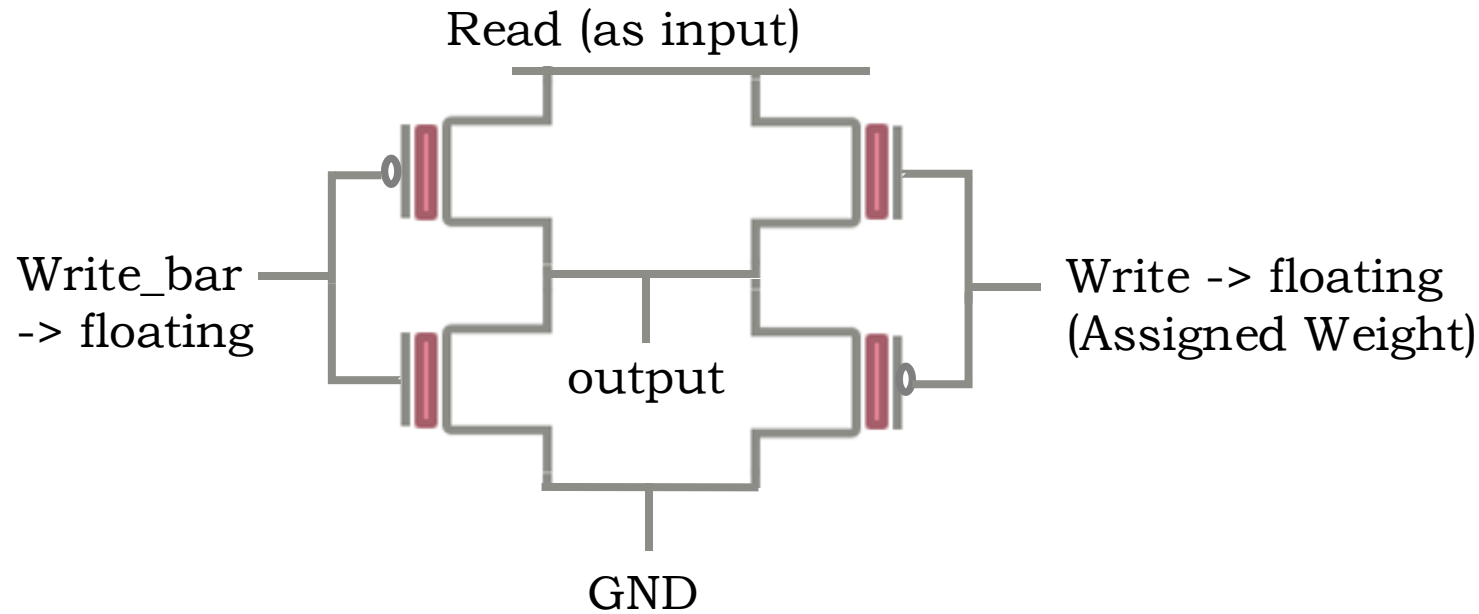 Read (as input)
Write_bar
-> floating
Write -> floating
(Assigned Weight)
output
GND